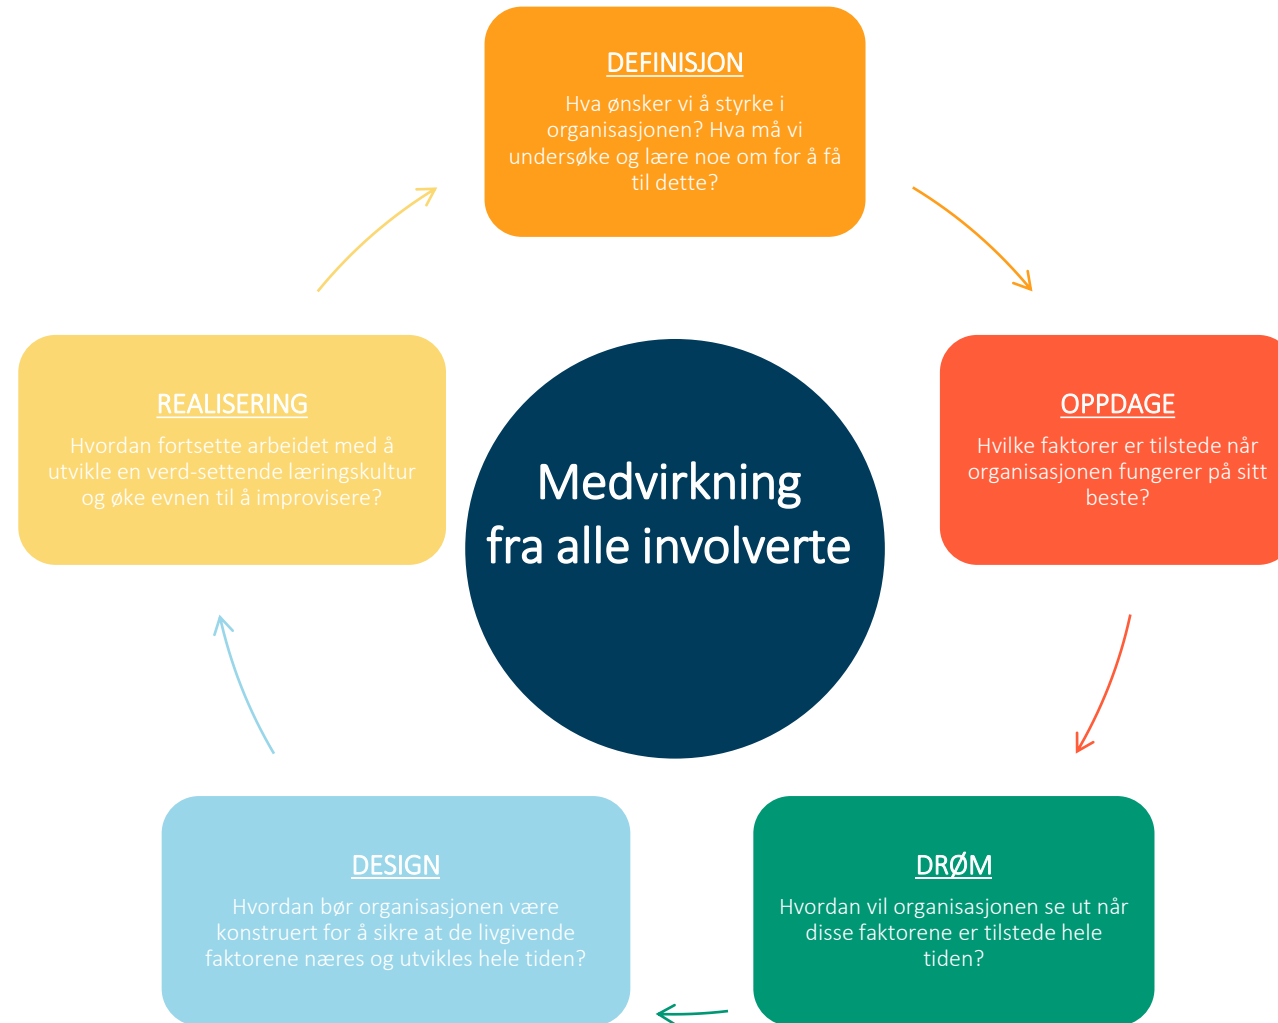 DEFINISJON
Hva ønsker vi å styrke i
organisasjonen? Hva må vi
undersøke og lære noe om for å få
til dette?
OPPDAGE
Hvilke faktorer er tilstede når
organisasjonen fungerer på sitt
beste?
DRØM
Hvordan vil organisasjonen se ut når
disse faktorene er tilstede hele
tiden?
DESIGN
Hvordan bør organisasjonen være
konstruert for å sikre at de livgivende
faktorene næres og utvikles hele tiden?
REALISERING
Hvordan fortsette arbeidet med å
utvikle en verd-settende læringskultur
og øke evnen til å improvisere?
Medvirkning
fra alle involverte